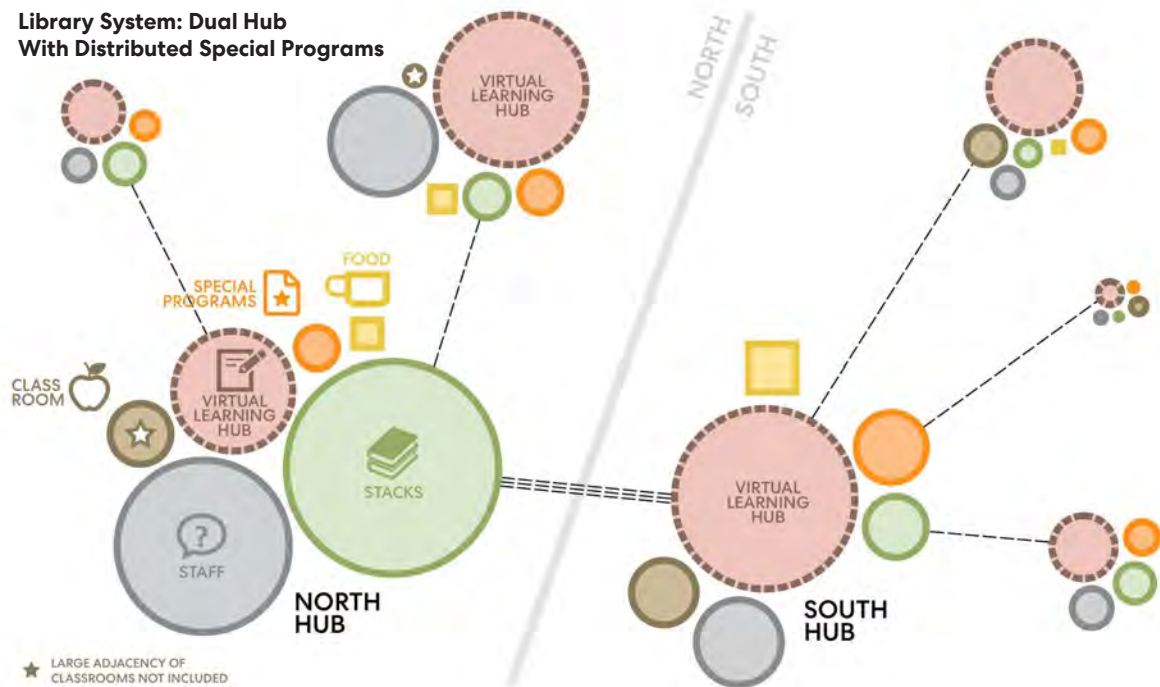 Library System: Dual Hub
With Distributed Special Programs
VIRTUAL
LEARNING
HUB
NORTH
SOUTH
FOOD
SPECIAL
PROGRAMS
CLASS
ROOM
VIRTUAL
LEARNING
HUB
STACKS
VIRTUAL
LEARNING
HUB
?
STAFF
NORTH
HUB
SOUTH
HUB
LARGE ADJACENCY OF
CLASSROOMS NOT INCLUDED